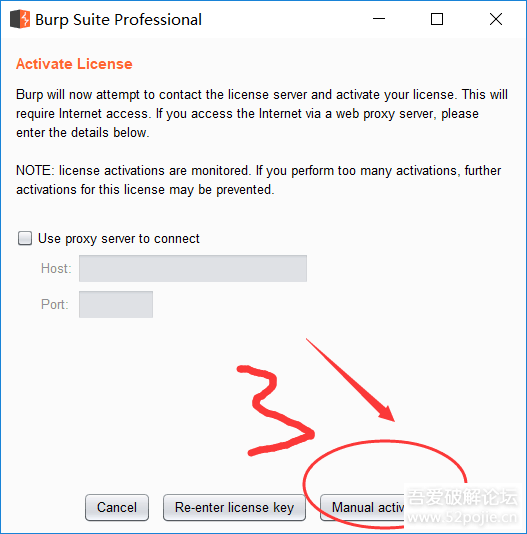 Burp Suite Professional
Activate License
Burp will now attempt to contact the license server and activate your license. This will
require Internet access. If you access the Internet via a web proxy server, please
enter the details below.
NOTE: license activations are monitored. If you perform too many activations, further
activations for this license may be prevented.
Use proxy server to connect
Host:
Port:
3
Cancel
Re-enter license key
Manual activ
吾爱破解论坛
www.52pojie.cn